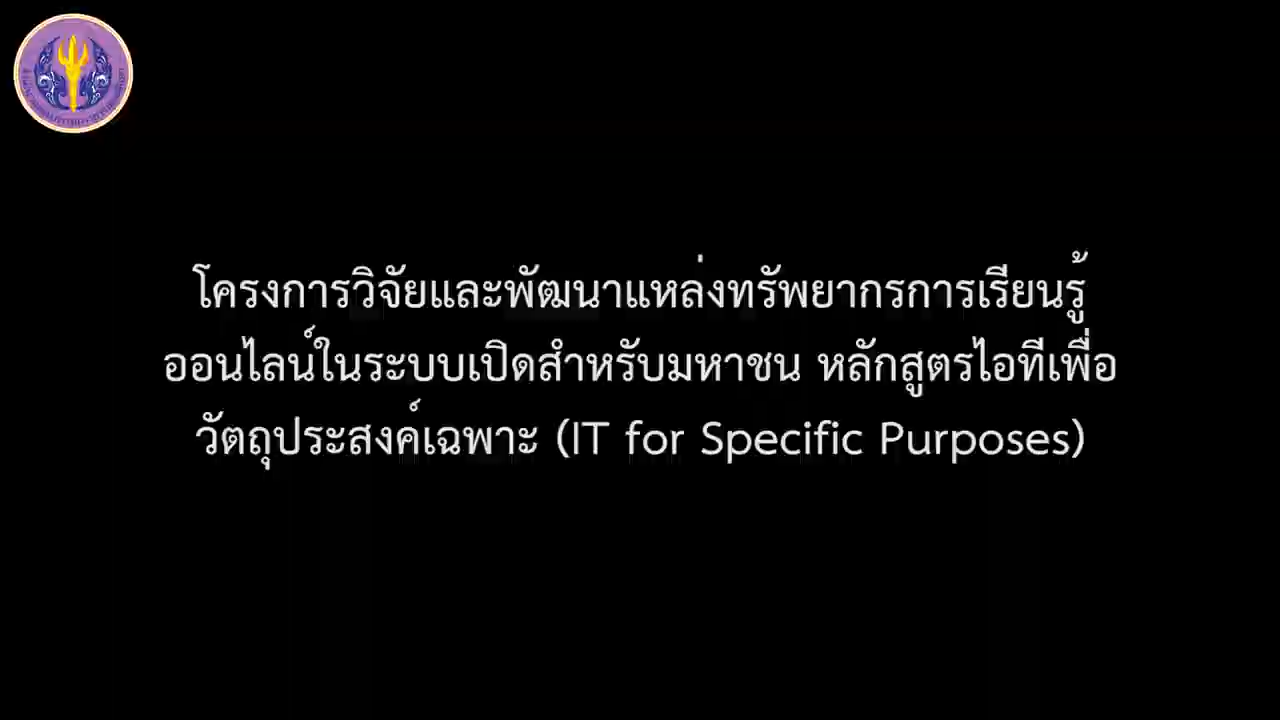 โครงการวิจัยและพัฒนาแหล่งทรัพยากรการเรียนรู้
ออนไลน์ในระบบเปิดสำหรับมหาชน หลักสูตรไอทีเพื่อ
วัตถุประสงค์เฉพาะ (IT for Specific Purposes)